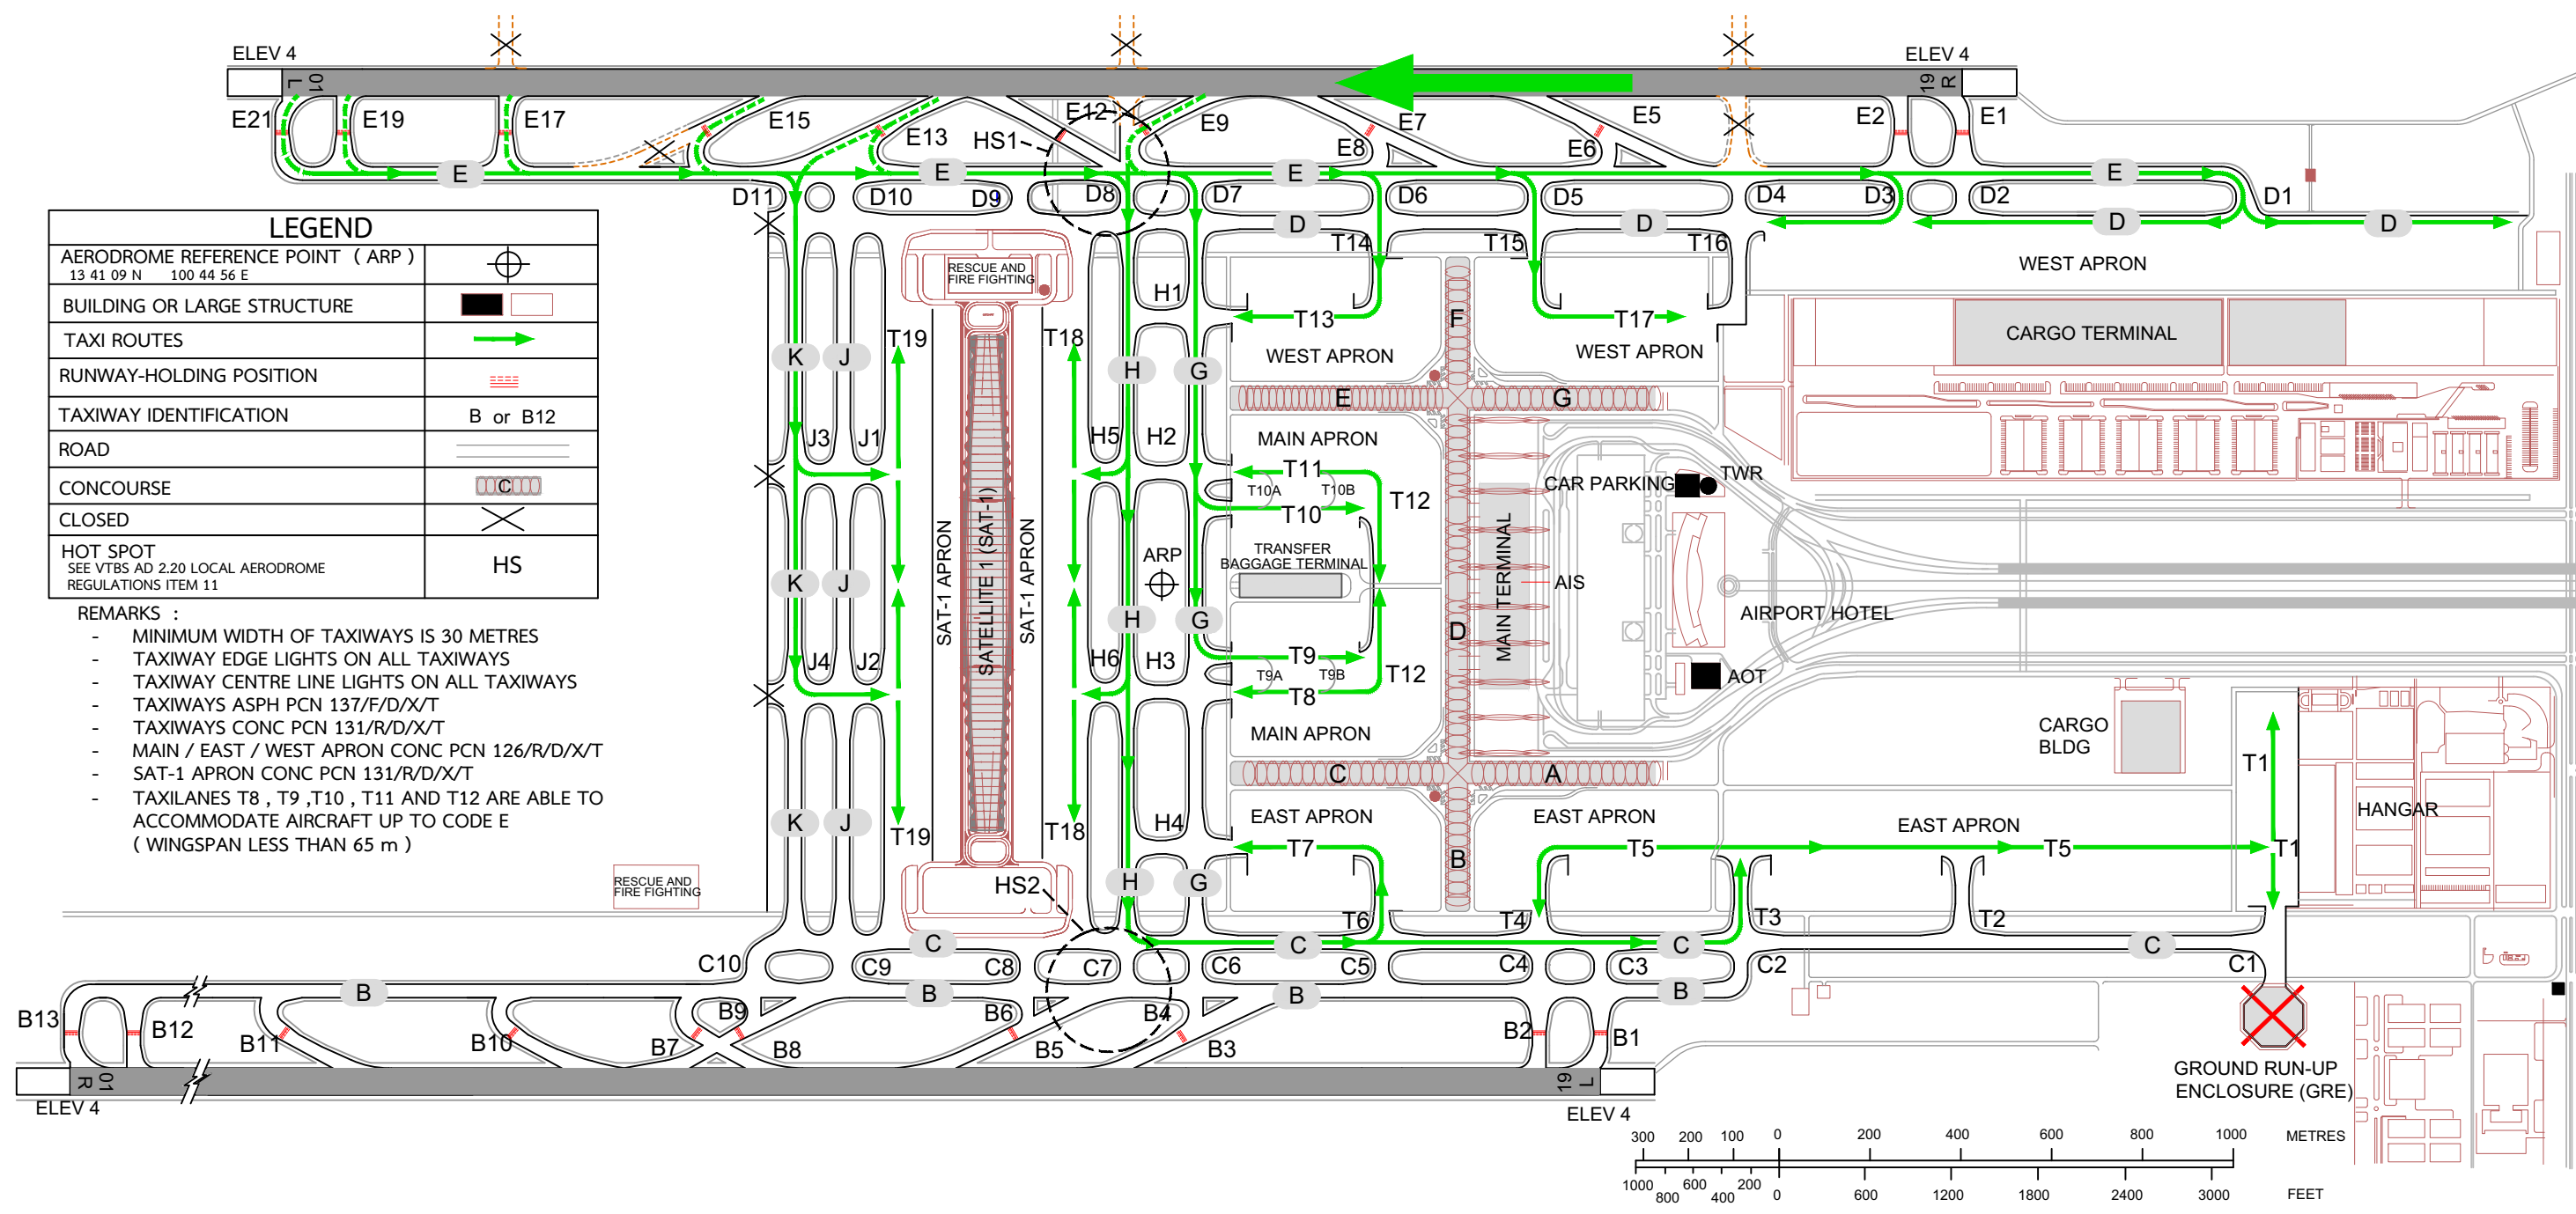 ELEV 4
ELEV 4
01 L
19 R
E21
E19
E17
E15
E13
HS1
E12
E9
E8
E7
E6
E5
E2
E1
E
E
E
E
D11
D10
D9
D8
D7
D6
D5
D4
D3
D2
D1
D
D
D
D
LEGEND
AERODROME REFERENCE POINT ( ARP )
13 41 09 N 100 44 56 E
BUILDING OR LARGE STRUCTURE
TAXI ROUTES
RUNWAY-HOLDING POSITION
TAXIWAY IDENTIFICATION B or B12
ROAD
CONCOURSE C
CLOSED
HOT SPOT HS
SEE VTBS AD 2.20 LOCAL AERODROME
REGULATIONS ITEM 11
REMARKS :
- MINIMUM WIDTH OF TAXIWAYS IS 30 METRES
- TAXIWAY EDGE LIGHTS ON ALL TAXIWAYS
- TAXIWAY CENTRE LINE LIGHTS ON ALL TAXIWAYS
- TAXIWAYS ASPH PCN 137/F/D/X/T
- TAXIWAYS CONC PCN 131/R/D/X/T
- MAIN / EAST / WEST APRON CONC PCN 126/R/D/X/T
- SAT-1 APRON CONC PCN 131/R/D/X/T
- TAXILANES T8 , T9 ,T10 , T11 AND T12 ARE ABLE TO
ACCOMMODATE AIRCRAFT UP TO CODE E
( WINGSPAN LESS THAN 65 m )
RESCUE AND
FIRE FIGHTING
T14
T15
T16
H1
T13
T17
F
WEST APRON
WEST APRON
WEST APRON
CARGO TERMINAL
T19
T18
K
J
H
G
E
G
J3
J1
H5
H2
MAIN APRON
T11
T10A
T10B
T10
T12
CAR PARKING
TWR
SAT-1 APRON
SATELLITE 1 (SAT-1)
SAT-1 APRON
ARP
TRANSFER
BAGGAGE TERMINAL
MAIN TERMINAL
AIS
AIRPORT HOTEL
K
J
H
G
D
J4
J2
H6
H3
T9
T9A
T9B
T8
T12
AOT
MAIN APRON
CARGO
BLDG
T1
C
A
HANGAR
K
J
T19
T18
H4
EAST APRON
EAST APRON
EAST APRON
T7
B
T5
T5
T1
RESCUE AND
FIRE FIGHTING
HS2
H
G
T6
T4
T3
T2
C
C
C
C
C10
C9
C8
C7
C6
C5
C4
C3
C2
C1
B
B
B
B
B13
B12
B11
B10
B7
B9
B8
B6
B5
B4
B3
B2
B1
01 R
19 L
ELEV 4
ELEV 4
GROUND RUN-UP
ENCLOSURE (GRE)
300 200 100 0 200 400 600 800 1000 METRES
1000 800 600 400 200 0 600 1200 1800 2400 3000 FEET